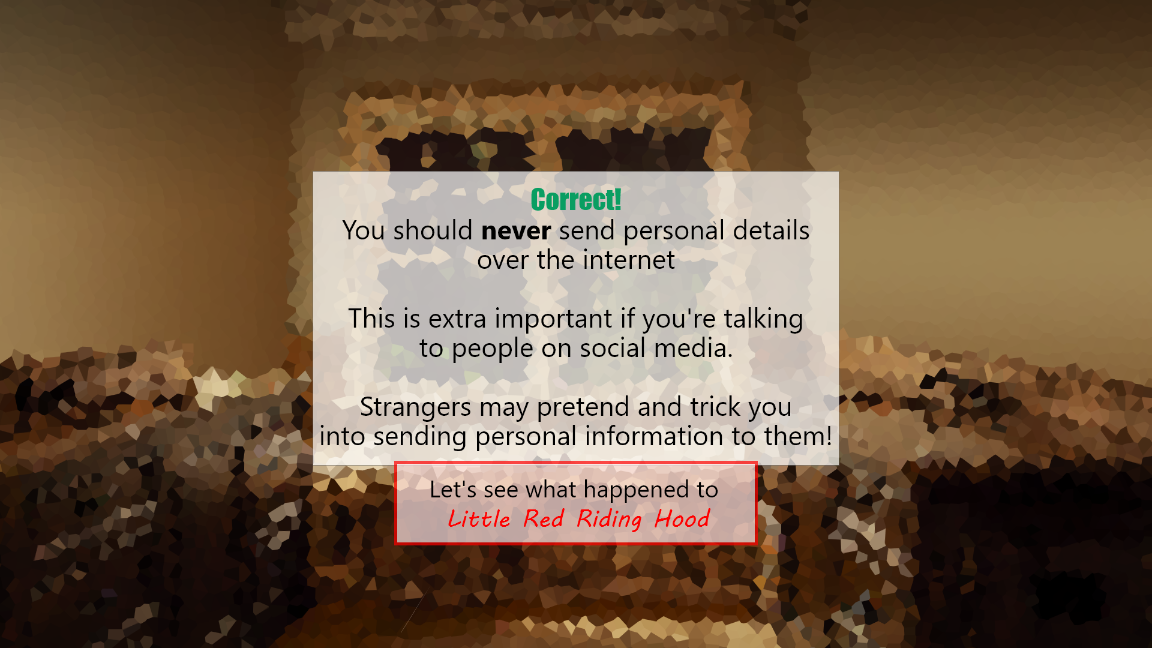 Correct!
You should never send personal details
over the internet
This is extra important if you're talking
to people on social media.
Strangers may pretend and trick you
into sending personal information to them!
Let's see what happened to
Little Red Riding Hood